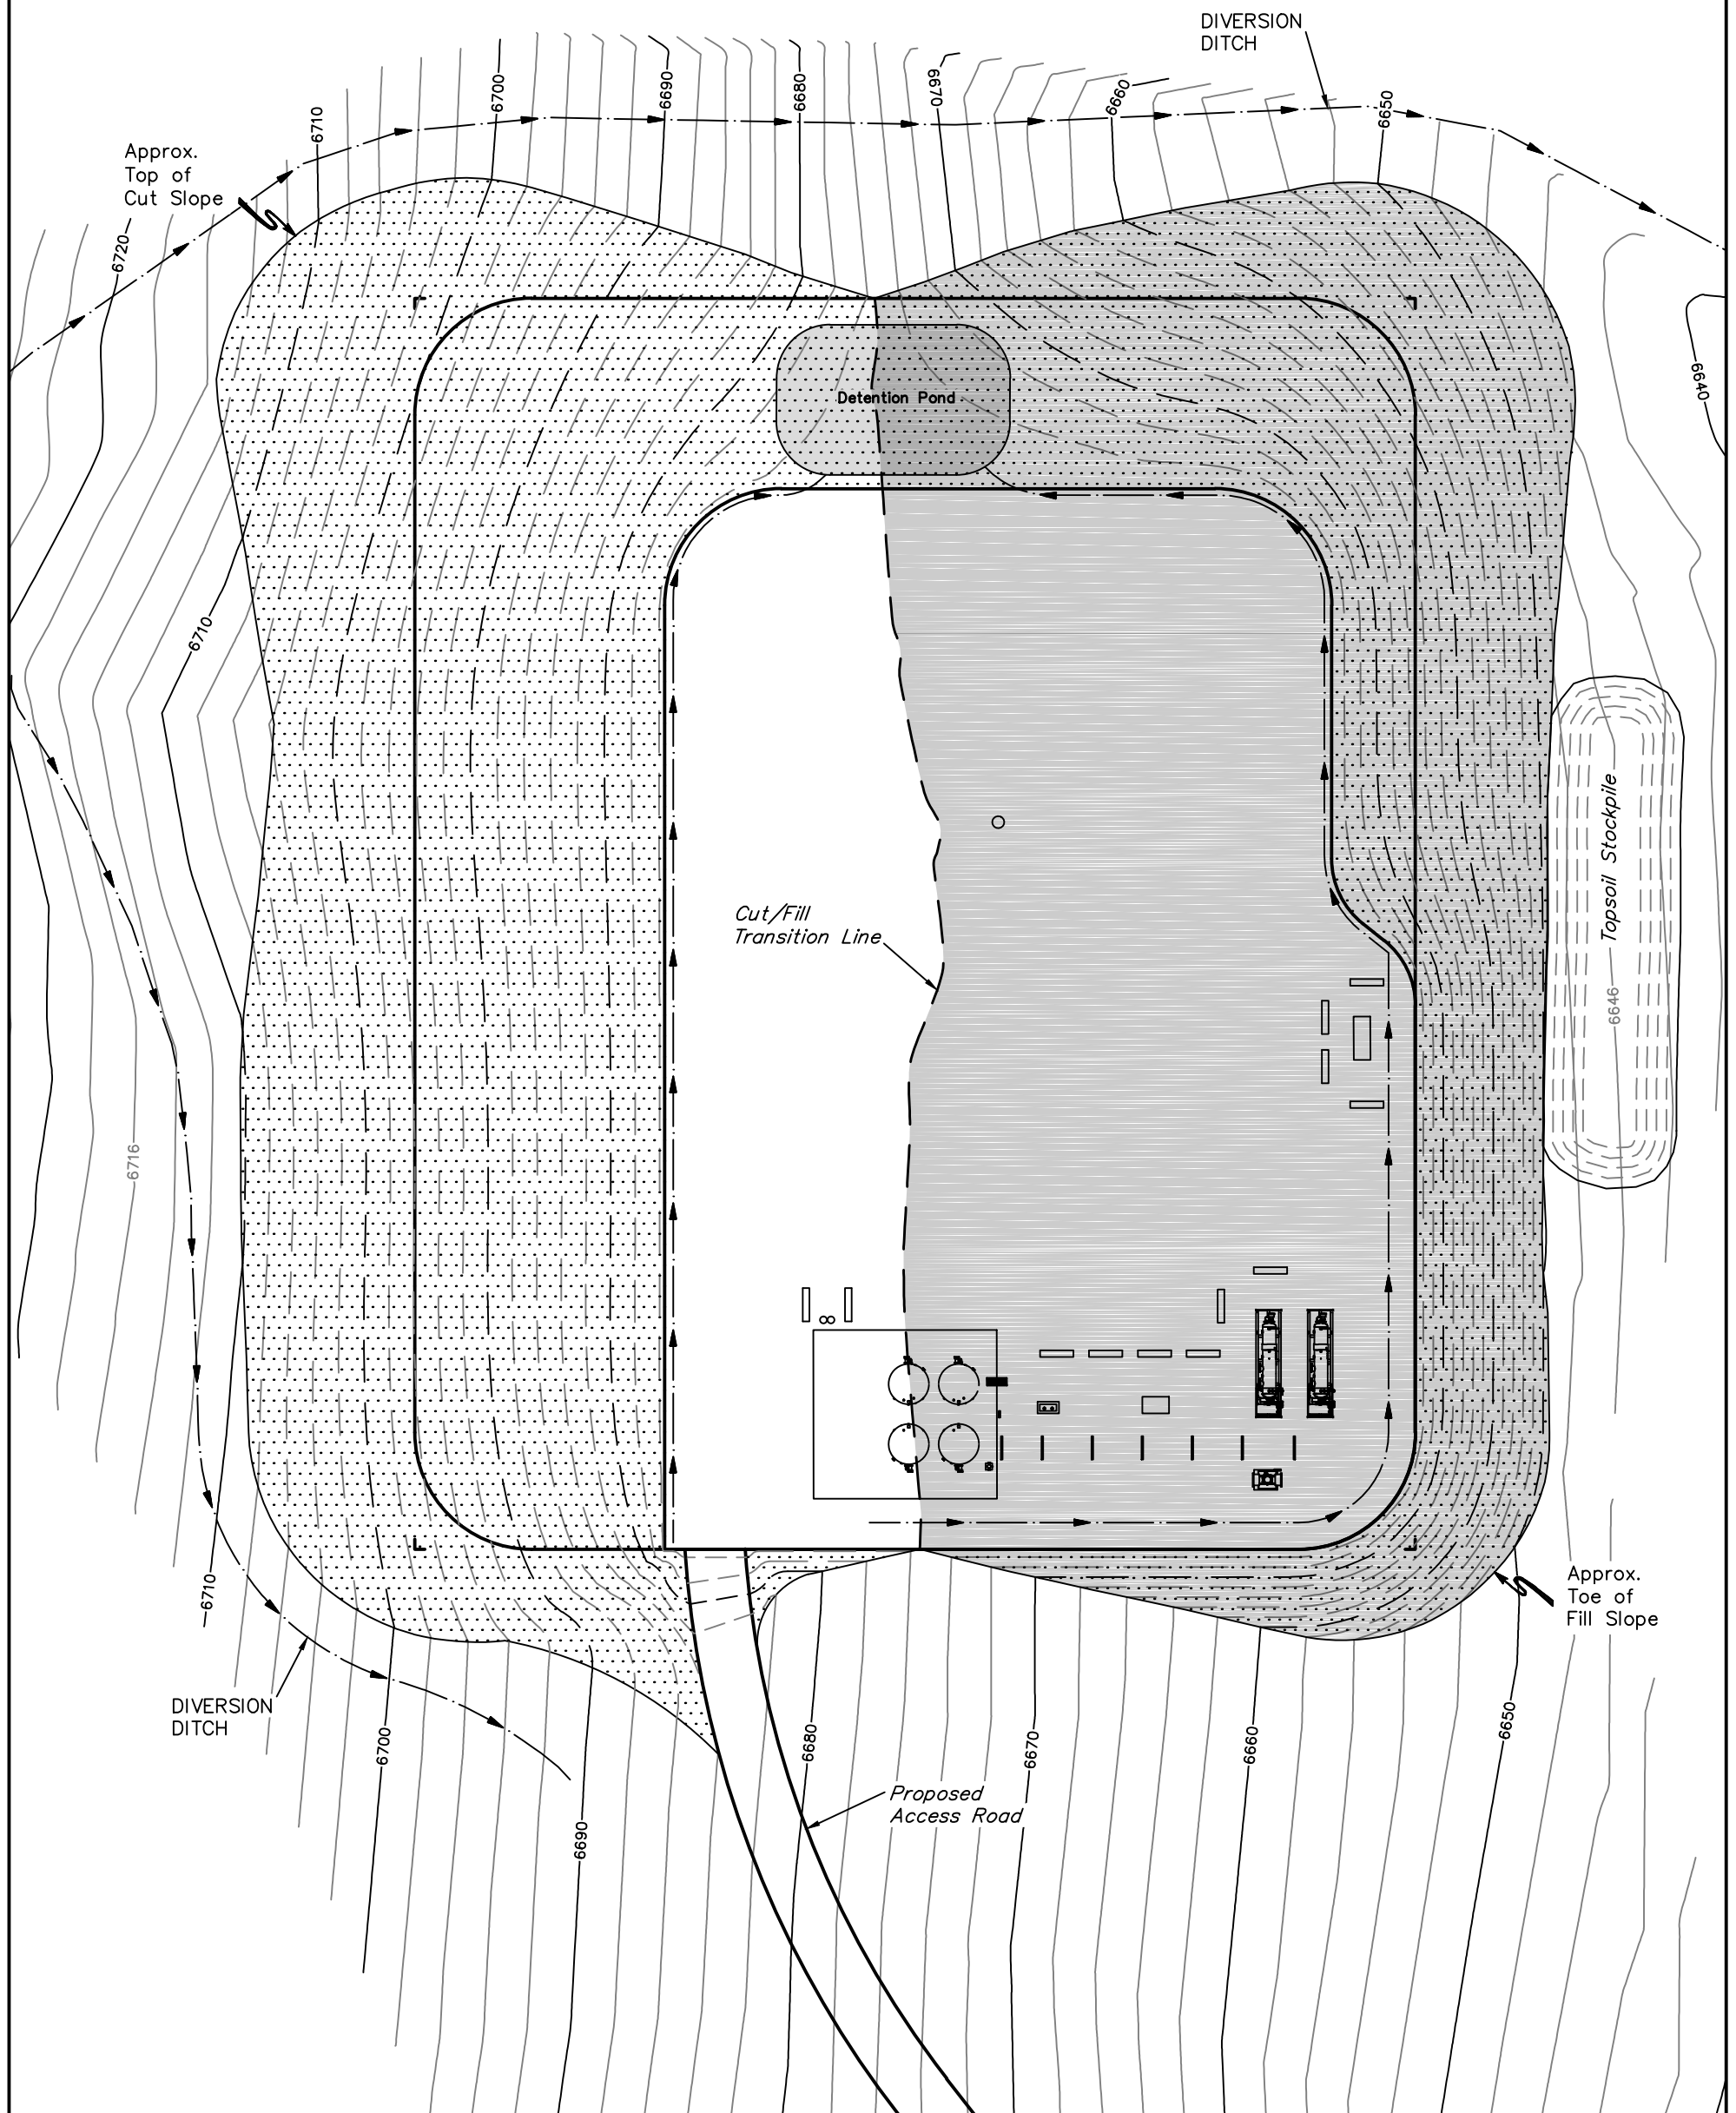 DIVERSION
DITCH
6700
6690
6680
6670
6660
6650
6710
Approx.
Top of
Cut Slope
6720
6640
Detention Pond
6710
Topsoil Stockpile
Cut/Fill
Transition Line
6646
6716
Approx.
Toe of
Fill Slope
6710
DIVERSION
DITCH
6700
6690
6680
6670
6660
6650
Proposed
Access Road